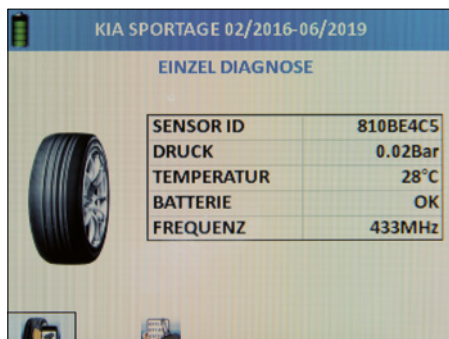 KIA SPORTAGE 02/2016-06/2019
EINZEL DIAGNOSE
SENSOR ID 810BE4C5
DRUCK 0.02Bar
TEMPERATUR 28°C
BATTERIE OK
FREQUENZ 433MHz